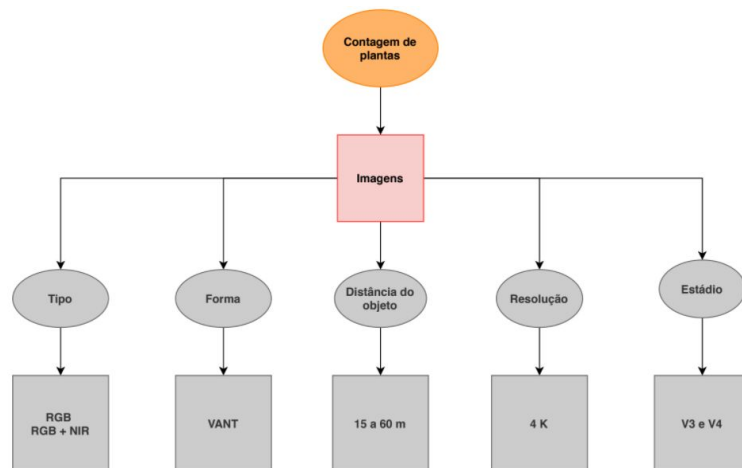 Contagem de
plantas
Imagens
Tipo
Forma
Distância do
objeto
Resolução
Estádio
RGB
RGB + NIR
VANT
15 a 60 m
4 K
V3 e V4